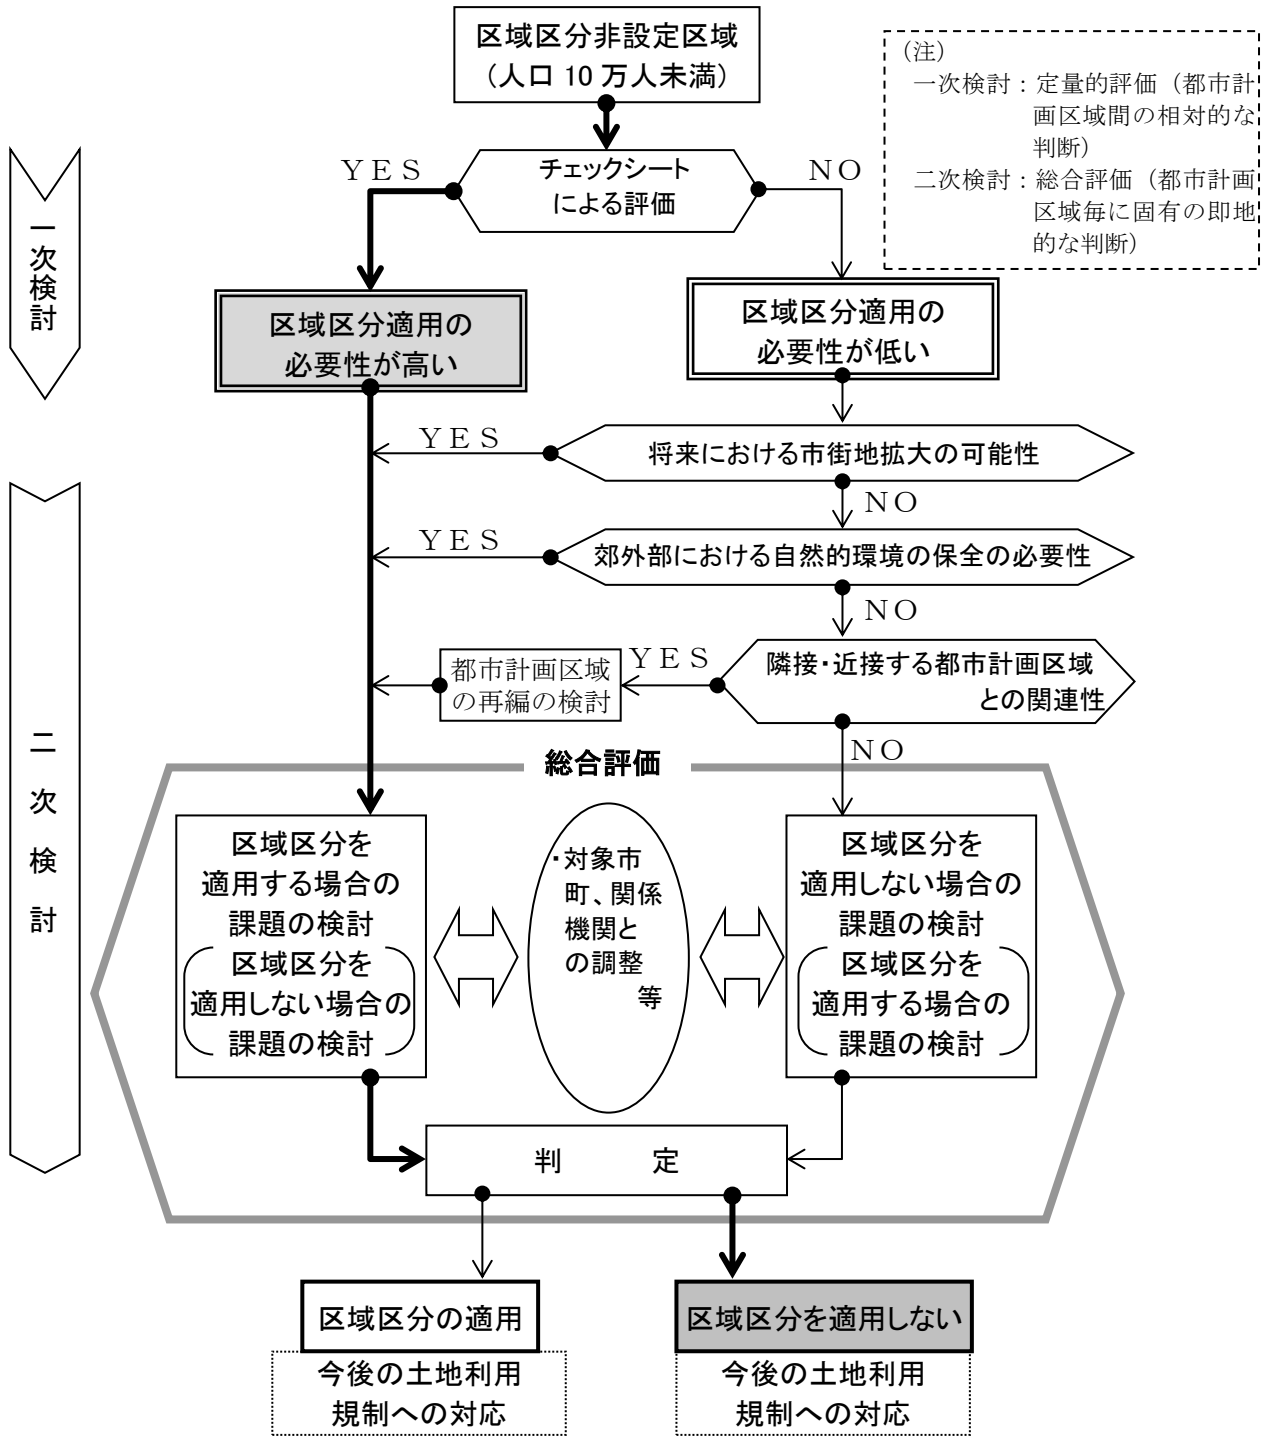 区域区分非設定区域
（人口 10 万人未満）
（注）
一次検討：定量的評価（都市計
画区域間の相対的な
判断）
二次検討：総合評価（都市計画
区域毎に固有の即地
的な判断）
一次検討
YES
チェックシート
による評価
NO
区域区分適用の
必要性が高い
区域区分適用の
必要性が低い
YES
将来における市街地拡大の可能性
NO
YES
郊外部における自然的環境の保全の必要性
NO
都市計画区域
の再編の検討
YES
隣接・近接する都市計画区域
との関連性
NO
二次検討
総合評価
区域区分を
適用する場合の
課題の検討
区域区分を
適用しない場合の
課題の検討
・対象市
町、関係
機関と
の調整
等
区域区分を
適用しない場合の
課題の検討
区域区分を
適用する場合の
課題の検討
判　定
区域区分の適用
今後の土地利用
規制への対応
区域区分を適用しない
今後の土地利用
規制への対応